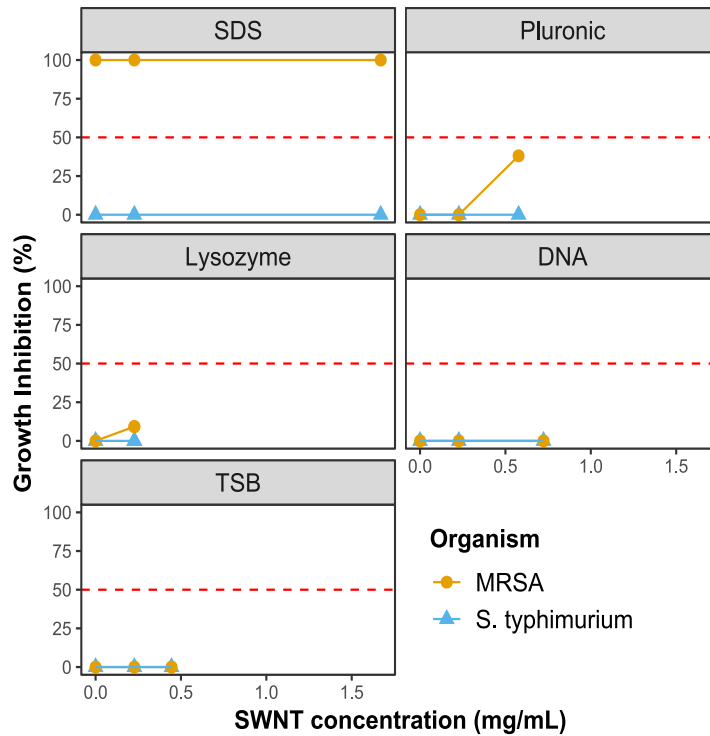 SDS
Pluronic
100
75
50
25
0
Lysozyme
DNA
100
75
50
25
0
0.0 0.5 1.0 1.5
TSB
100
75
50
25
0
0.0 0.5 1.0 1.5
Growth Inhibition (%)
SWNT concentration (mg/mL)
Organism
MRSA
S. typhimurium